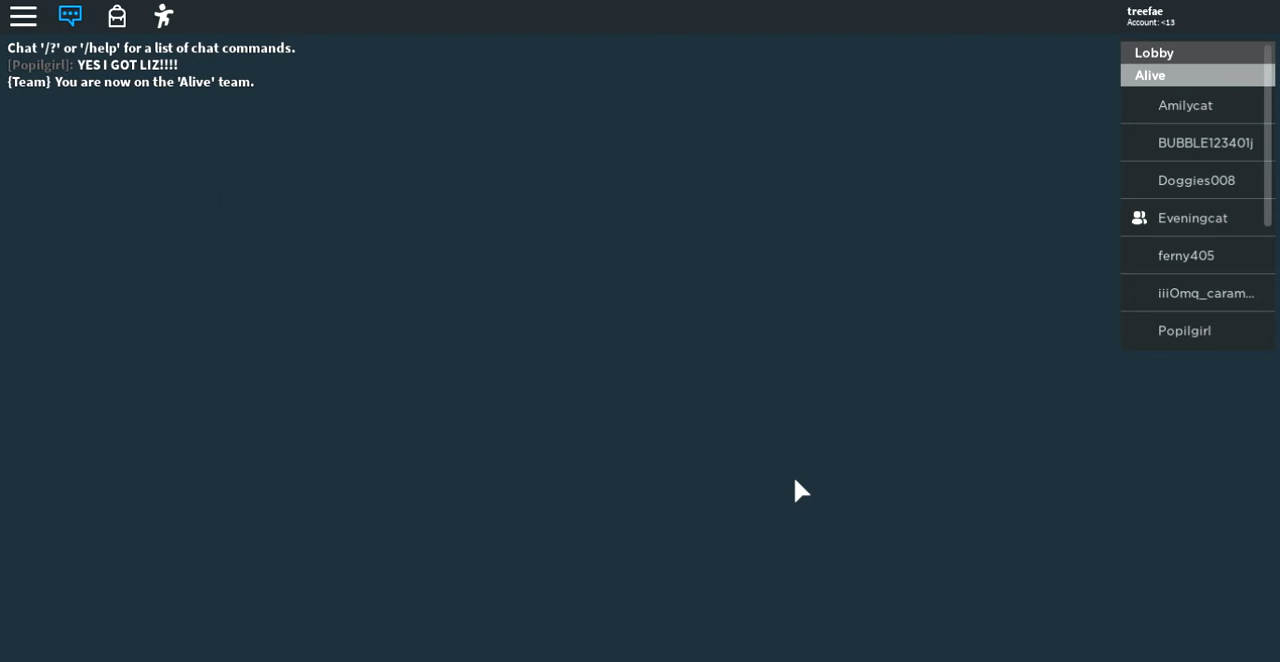 treefae
Account: <13
Chat '/?' or '/help' for a list of chat commands.
[Popilgirl]: YES I GOT LIZ!!!!
{Team} You are now on the 'Alive' team.
Lobby
Alive
Amilycat
BUBBLE123401j
Doggies008
Eveningcat
ferny405
iiiOmq_caram...
Popilgirl